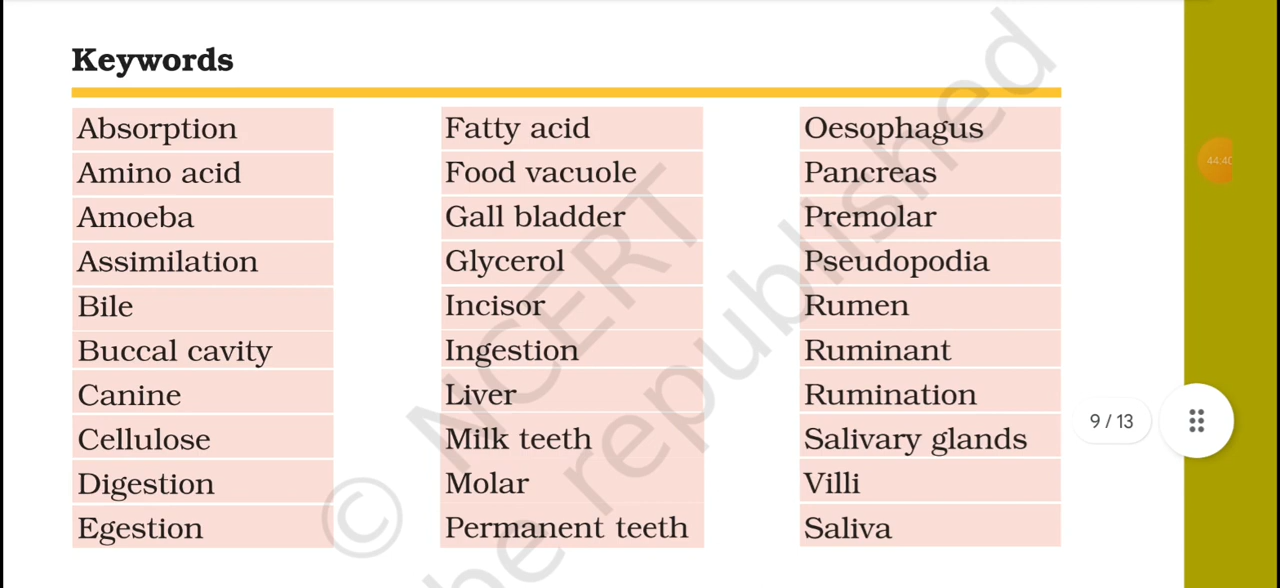 Keywords
Absorption
Amino acid
Amoeba
Assimilation
Bile
Buccal cavity
Canine
Cellulose
Digestion
Egestion
Fatty acid
Food vacuole
Gall bladder
Glycerol
Incisor
Ingestion
Liver
Milk teeth
Molar
Permanent teeth
Oesophagus
Pancreas
Premolar
Pseudopodia
Rumen
Ruminant
Rumination
Salivary glands
Villi
Saliva
© NCERT
be republished
44:40
9 / 13